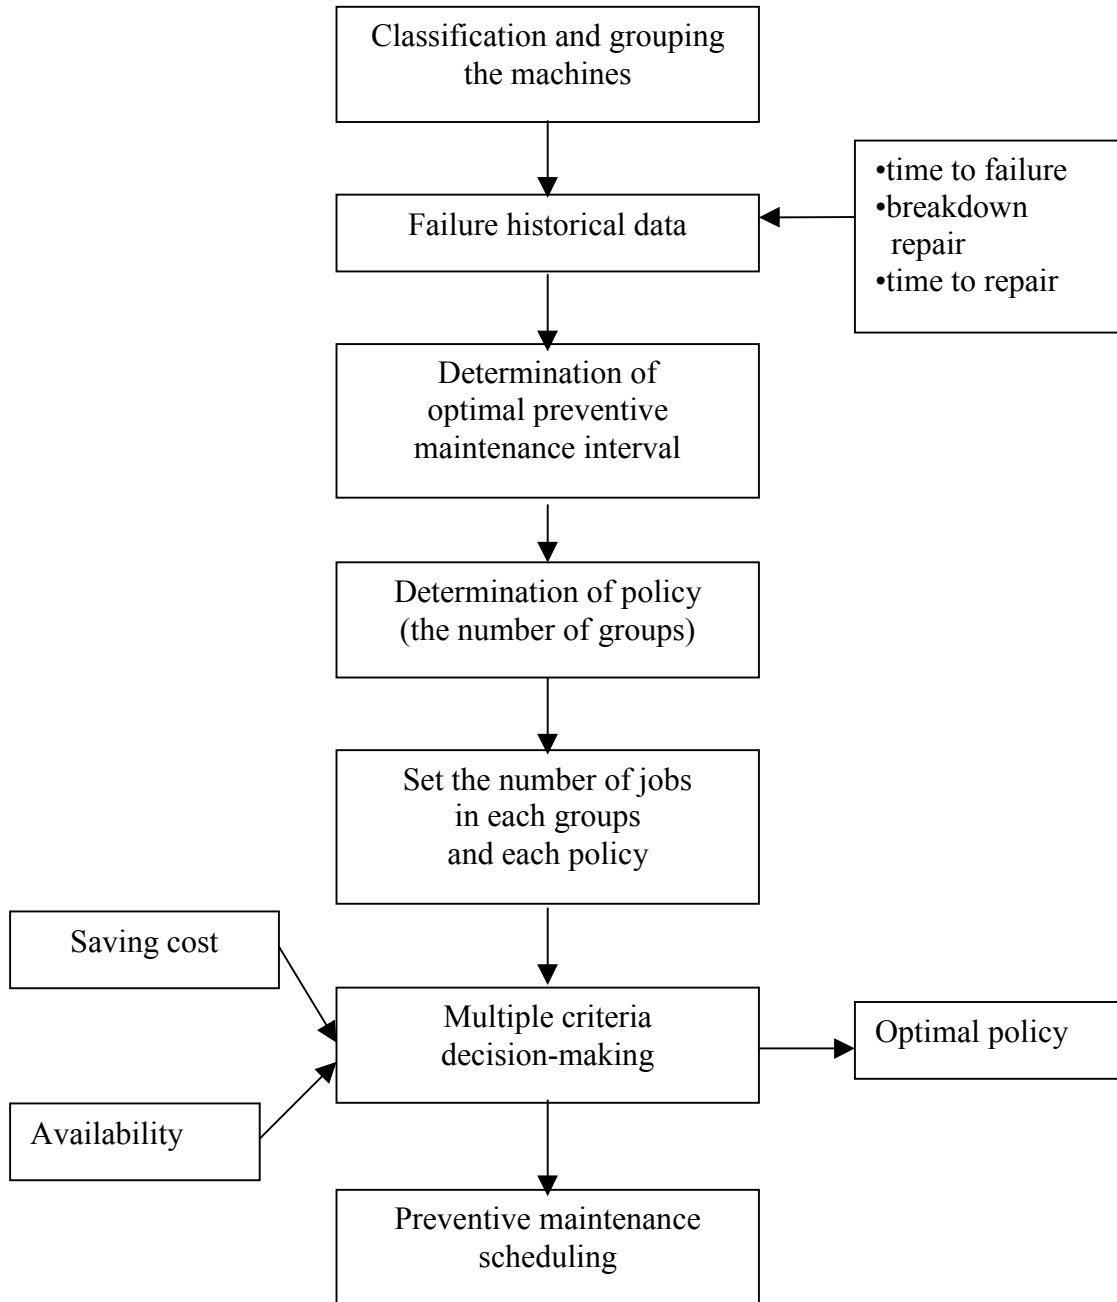 Classification and grouping
the machines
•time to failure
•breakdown
repair
•time to repair
Failure historical data
Determination of
optimal preventive
maintenance interval
Determination of policy
(the number of groups)
Set the number of jobs
in each groups
and each policy
Saving cost
Multiple criteria
decision-making
Optimal policy
Availability
Preventive maintenance
scheduling